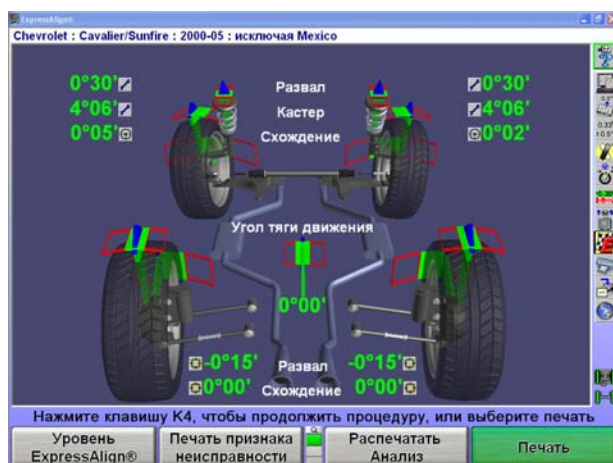 ExpressAlign®
Chevrolet : Cavalier/Sunfire : 2000-05 : исключая Mexico
0°30' Развал 0°30'
4°06' Кастер 4°06'
0°05' Схождение 0°02'
Угол тяги движения
0°00'
-0°15' Развал -0°15'
0°00' Схождение 0°00'
Нажмите клавишу K4, чтобы продолжить процедуру, или выберите печать
Уровень ExpressAlign®
Печать признака неисправности
Распечатать Анализ
Печать